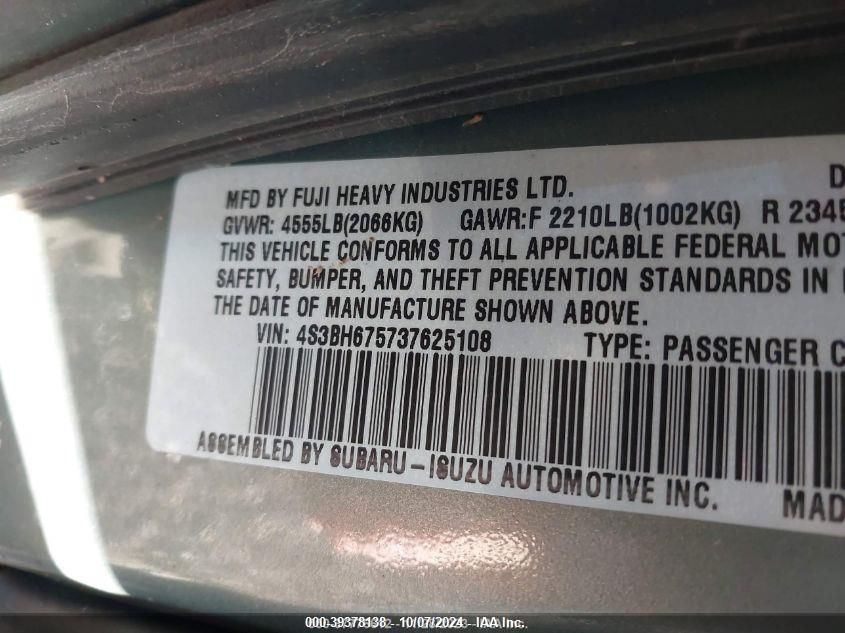 MFD BY FUJI HEAVY INDUSTRIES LTD. D
GVWR: 4555LB(2066KG) GAWR:F 2210LB(1002KG) R 2345
THIS VEHICLE CONFORMS TO ALL APPLICABLE FEDERAL MOT
SAFETY, BUMPER, AND THEFT PREVENTION STANDARDS IN
THE DATE OF MANUFACTURE SHOWN ABOVE.
VIN: 4S3BH675737625108 TYPE: PASSENGER C
ASSEMBLED BY SUBARU-ISUZU AUTOMOTIVE INC. MAD
000-39378138 - 10/07/2024 - IAA Inc.